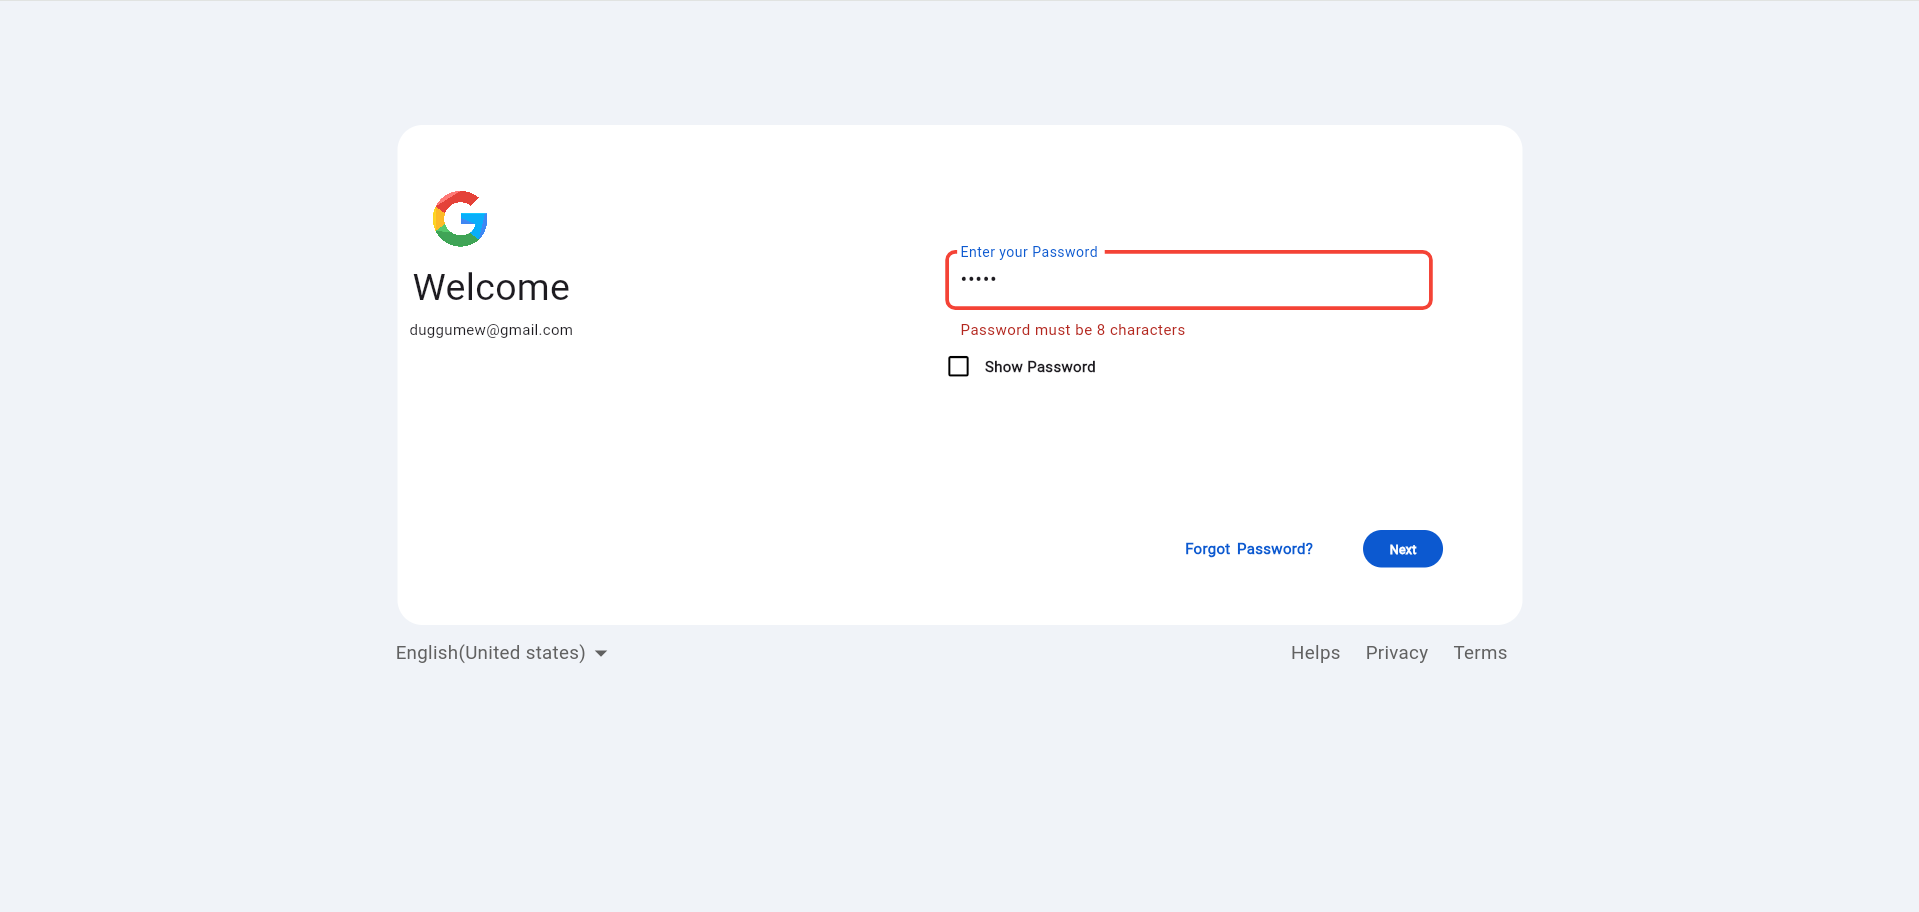 Welcome
duggumew@gmail.com
Enter your Password
•••••
Password must be 8 characters
Show Password
Forgot Password?
Next
English(United states)
Helps
Privacy
Terms